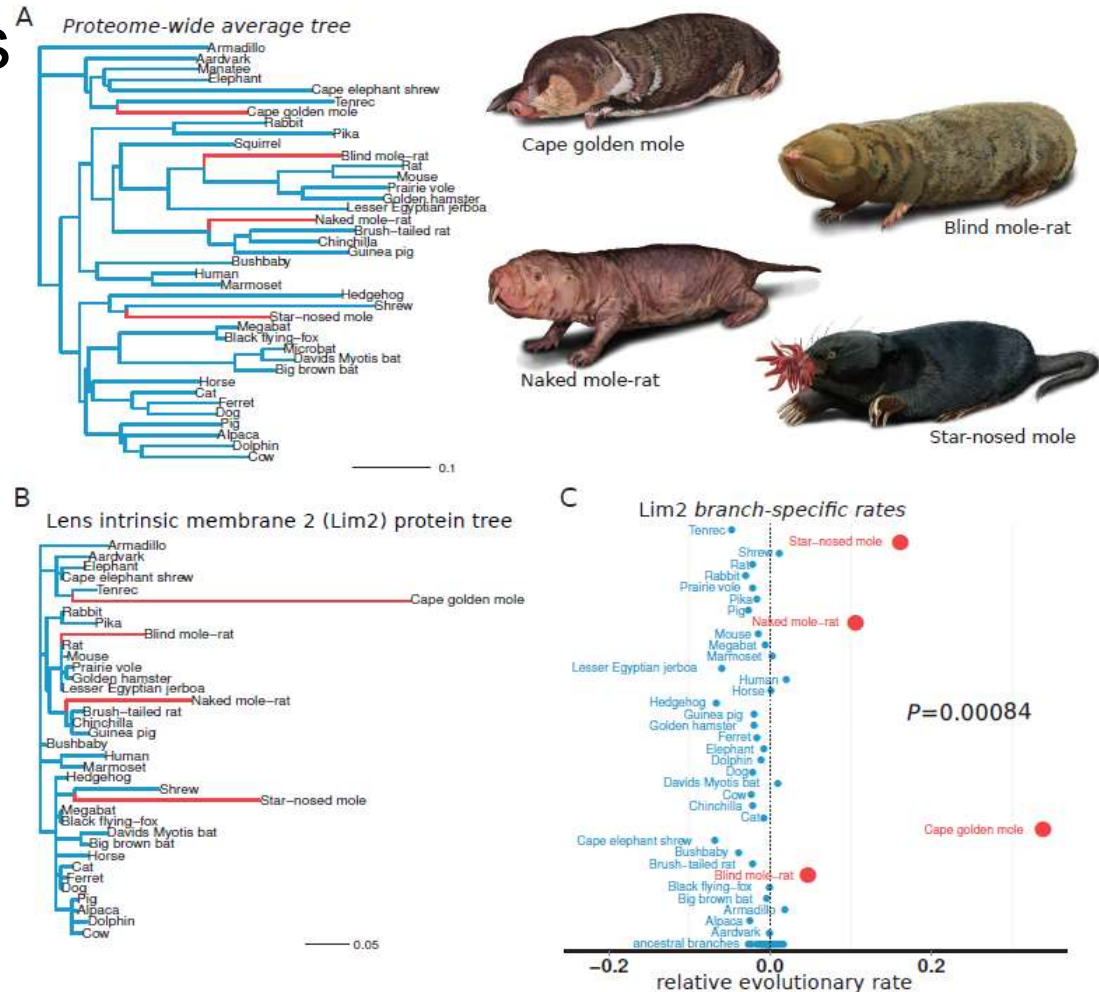 s
A
Proteome-wide average tree
Armadillo
Aardvark
Manatee
Elephant
Cape elephant shrew
Tenrec
Cape golden mole
Rabbit
Pika
Squirrel
Blind mole-rat
Rat
Mouse
Prairie vole
Golden hamster
Lesser Egyptian jerboa
Naked mole-rat
Brush-tailed rat
Chinchilla
Guinea pig
Bushbaby
Human
Marmoset
Hedgehog
Shrew
Star-nosed mole
Megabat
Black flying-fox
Microbat
Davids Myotis bat
Big brown bat
Horse
Cat
Ferret
Dog
Pig
Alpaca
Dolphin
Cow
0.1
Cape golden mole
Blind mole-rat
Naked mole-rat
Star-nosed mole
B
Lens intrinsic membrane 2 (Lim2) protein tree
Armadillo
Aardvark
Elephant
Cape elephant shrew
Tenrec
Cape golden mole
Rabbit
Pika
Blind mole-rat
Rat
Mouse
Prairie vole
Golden hamster
Lesser Egyptian jerboa
Naked mole-rat
Brush-tailed rat
Chinchilla
Guinea pig
Bushbaby
Human
Marmoset
Hedgehog
Shrew
Star-nosed mole
Megabat
Black flying-fox
Davids Myotis bat
Big brown bat
Horse
Cat
Ferret
Dog
Pig
Alpaca
Dolphin
Cow
0.05
C
Lim2 branch-specific rates
Tenrec
Star-nosed mole
Shrew
Rat
Rabbit
Prairie vole
Pika
Pig
Naked mole-rat
Mouse
Megabat
Marmoset
Lesser Egyptian jerboa
Human
Horse
Hedgehog
Guinea pig
Golden hamster
Ferret
Elephant
Dolphin
Dog
Davids Myotis bat
Cow
Chinchilla
Cat
Cape golden mole
Cape elephant shrew
Bushbaby
Brush-tailed rat
Blind mole-rat
Black flying-fox
Big brown bat
Armadillo
Alpaca
Aardvark
ancestral branches
P=0.00084
−0.2 0.0 0.2
relative evolutionary rate